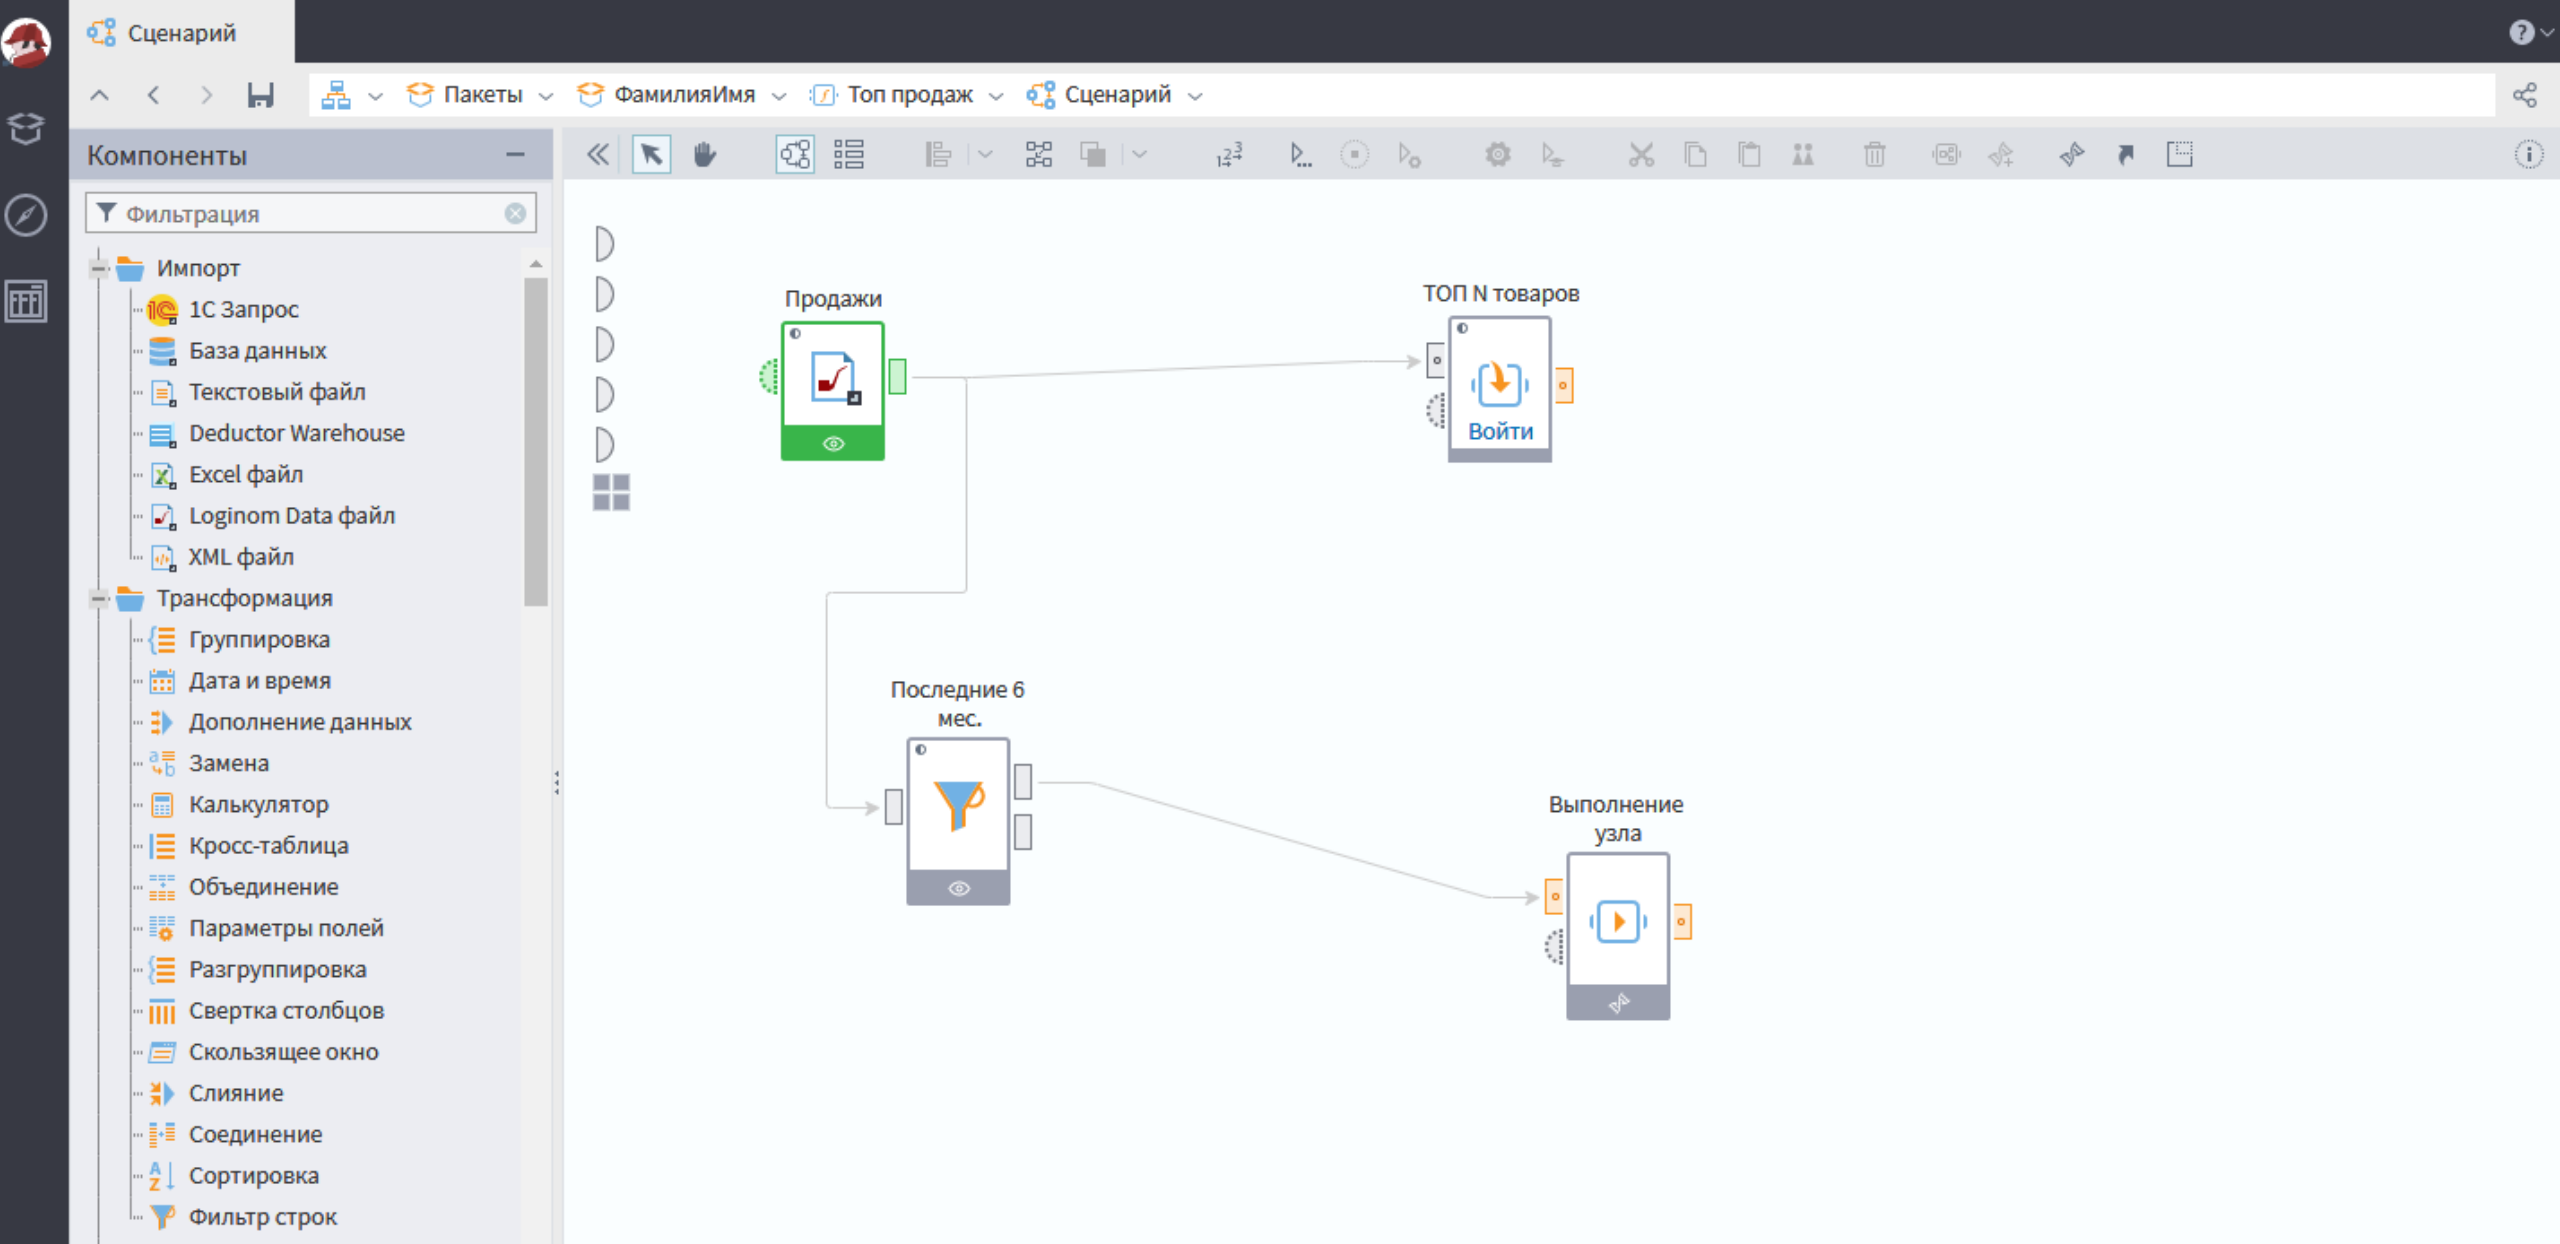 Сценарий
Пакеты
ФамилияИмя
Топ продаж
Сценарий
Компоненты
Фильтрация
Импорт
1С Запрос
База данных
Текстовый файл
Deductor Warehouse
Excel файл
Loginom Data файл
XML файл
Трансформация
Группировка
Дата и время
Дополнение данных
Замена
Калькулятор
Кросс-таблица
Объединение
Параметры полей
Разгруппировка
Свертка столбцов
Скользящее окно
Слияние
Соединение
Сортировка
Фильтр строк
Продажи
ТОП N товаров
Войти
Последние 6
мес.
Выполнение
узла